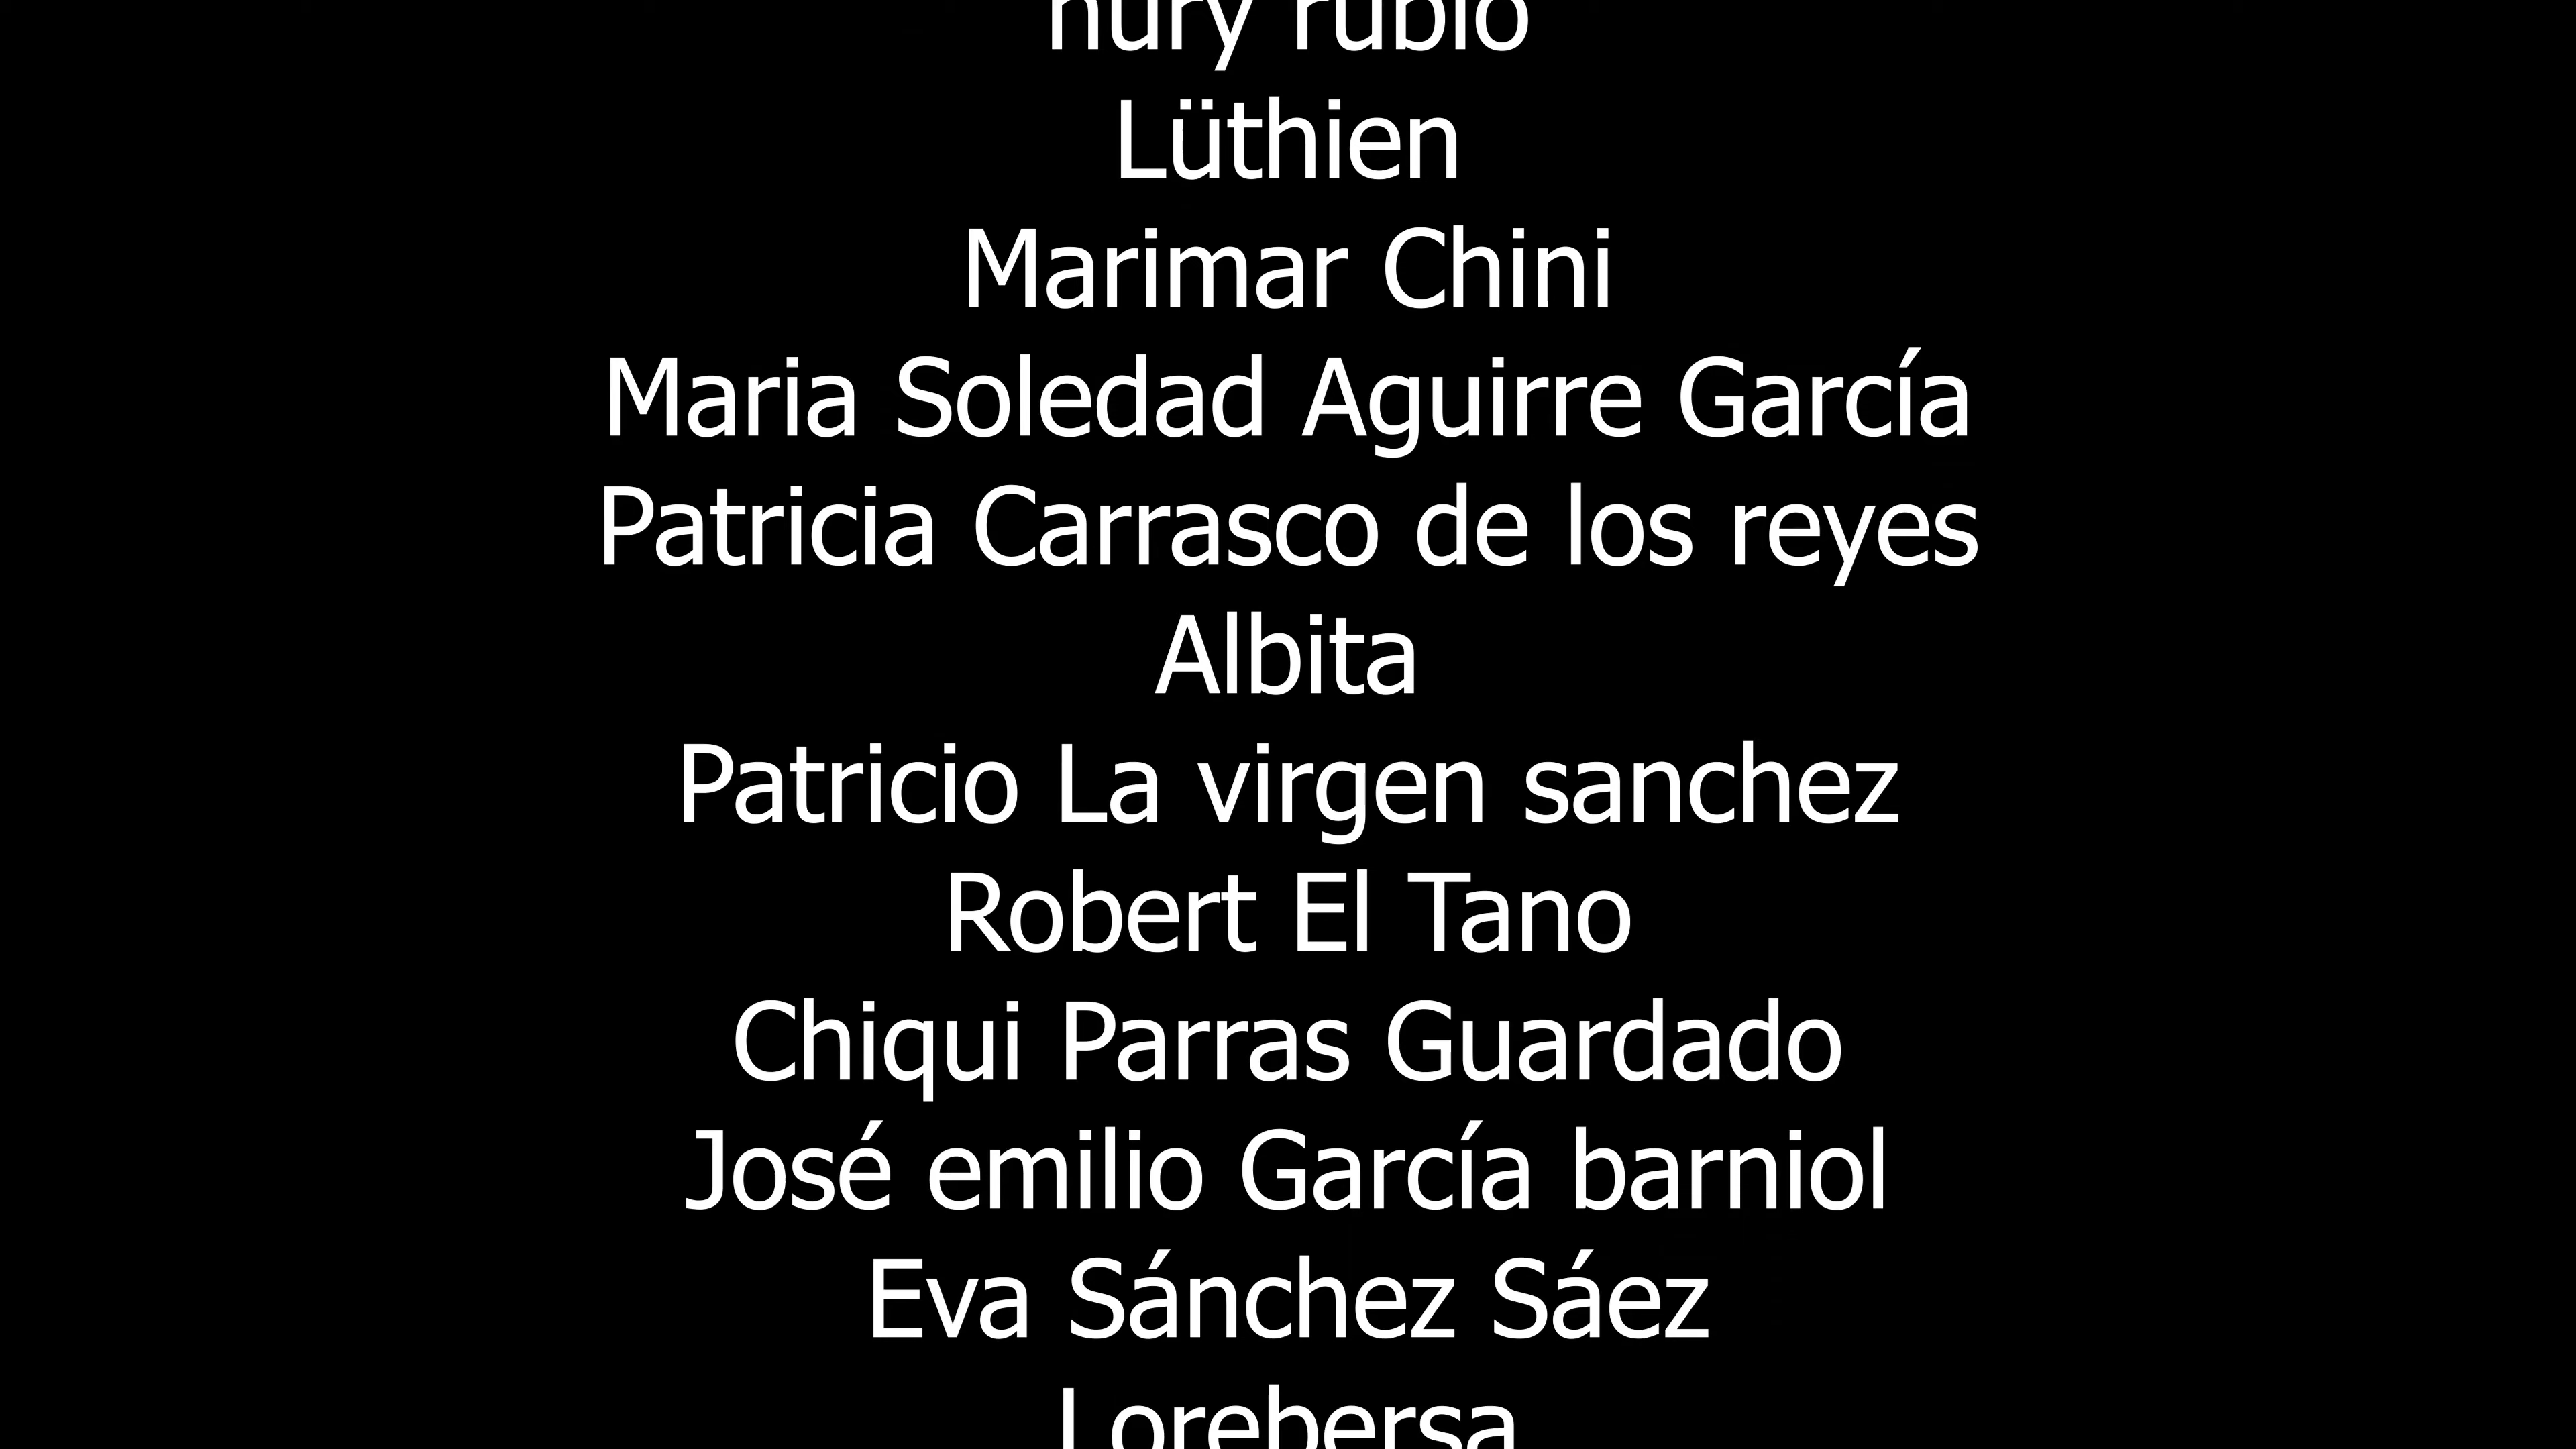 nury rubio
Lüthien
Marimar Chini
Maria Soledad Aguirre García
Patricia Carrasco de los reyes
Albita
Patricio La virgen sanchez
Robert El Tano
Chiqui Parras Guardado
José emilio García barniol
Eva Sánchez Sáez
Lorebersa